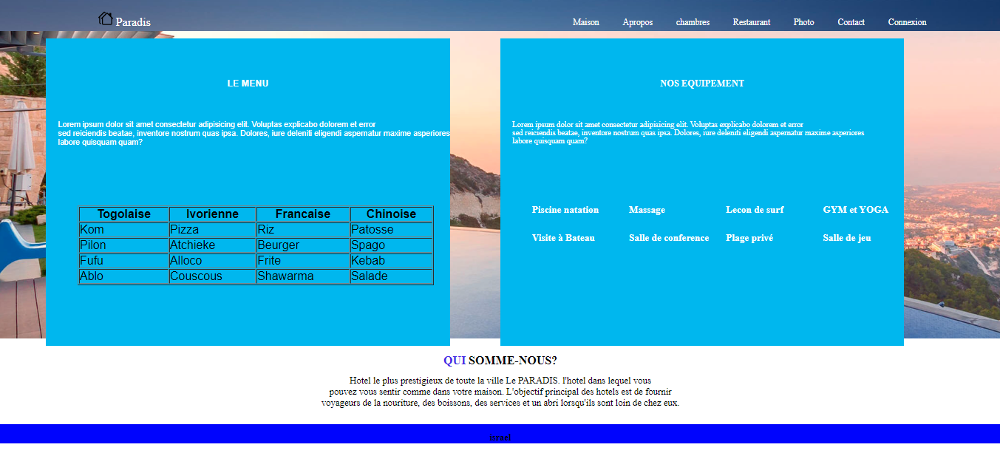 Paradis
Maison Apropos chambres Restaurant Photo Contact Connexion
LE MENU
Lorem ipsum dolor sit amet consectetur adipisicing elit. Voluptas explicabo dolorem et error
sed reiciendis beatae, inventore nostrum quas ipsa. Dolores, iure deleniti eligendi aspernatur maxime asperiores
labore quisquam quam?
Togolaise Ivorienne Francaise Chinoise
Kom Pizza Riz Patosse
Pilon Atchieke Beurger Spago
Fufu Alloco Frite Kebab
Ablo Couscous Shawarma Salade
NOS EQUIPEMENT
Lorem ipsum dolor sit amet consectetur adipisicing elit. Voluptas explicabo dolorem et error
sed reiciendis beatae, inventore nostrum quas ipsa. Dolores, iure deleniti eligendi aspernatur maxime asperiores
labore quisquam quam?
Piscine natation Massage Lecon de surf GYM et YOGA
Visite à Bateau Salle de conference Plage privé Salle de jeu
QUI SOMME-NOUS?
Hotel le plus prestigieux de toute la ville Le PARADIS. l'hotel dans lequel vous
pouvez vous sentir comme dans votre maison. L'objectif principal des hotels est de fournir
voyageurs de la nouriture, des boissons, des services et un abri lorsqu'ils sont loin de chez eux.
israel